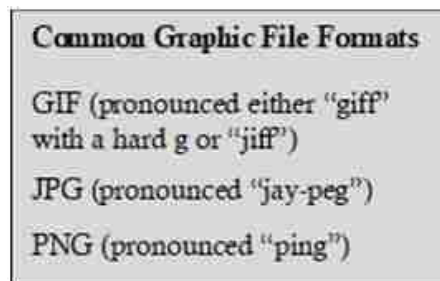 Common Graphic File Formats
GIF (pronounced either “giff”
with a hard g or “jiff”)
JPG (pronounced “jay-peg”)
PNG (pronounced “ping”)